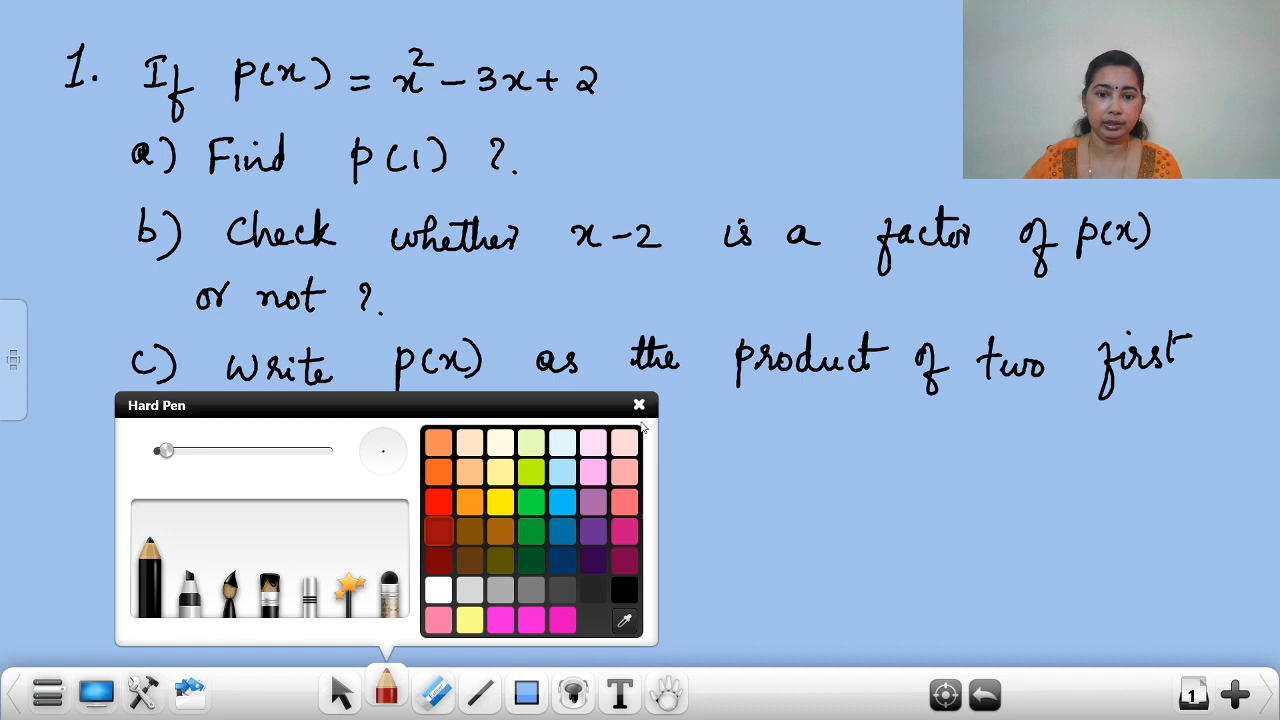 1. If p(x) = x² - 3x + 2
a) Find p(1) ?.
b) Check whether x-2 is a factor of p(x)
or not ?.
c) Write p(x) as the product of two first
Hard Pen
1